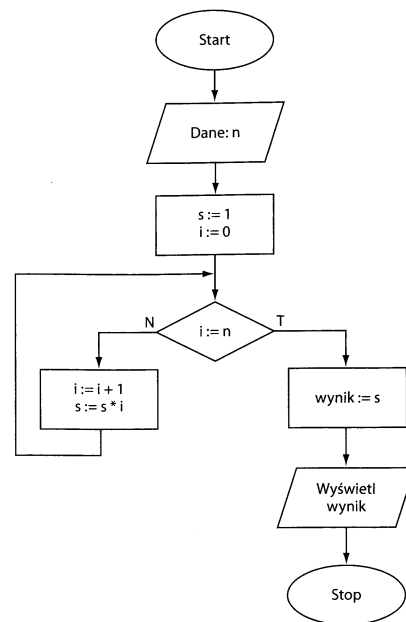 Start
Dane: n
s := 1
i := 0
N
i := n
T
i := i + 1
s := s * i
wynik := s
Wyświetl
wynik
Stop